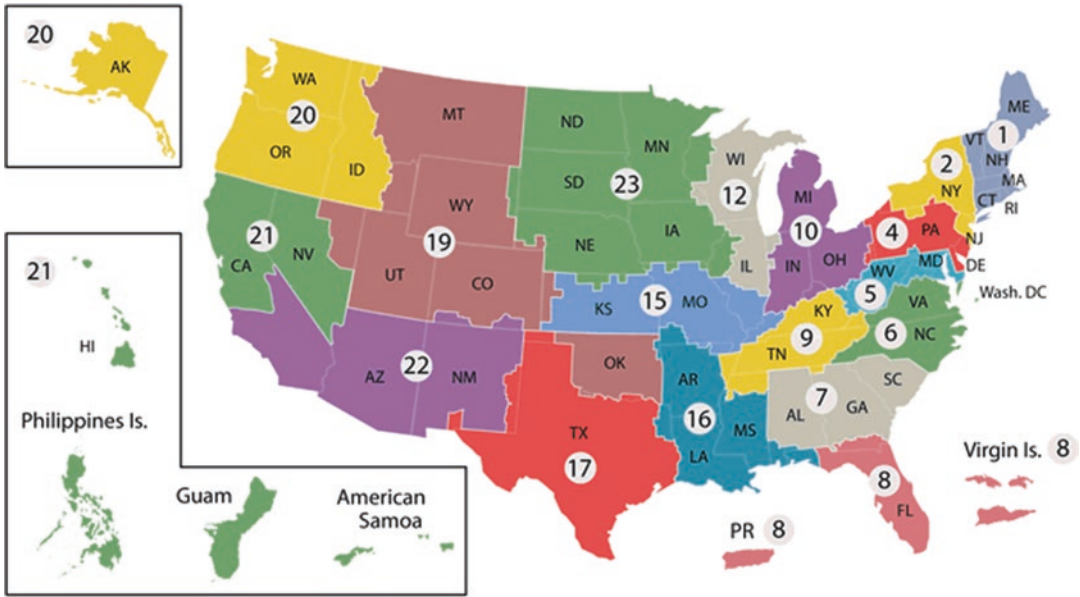 20
AK
WA
20
OR
ID
MT
WY
19
UT
CO
ND
MN
SD
23
NE
IA
WI
12
IL
MI
10
IN
OH
ME
VT
1
NH
MA
CT
RI
2
NY
4
PA
NJ
DE
MD
WV
5
Wash. DC
VA
6
NC
KY
9
TN
21
CA
NV
KS
15
MO
22
AZ
NM
OK
AR
16
MS
LA
7
SC
AL
GA
TX
17
8
FL
Virgin Is. 8
PR 8
21
HI
Philippines Is.
Guam
American
Samoa